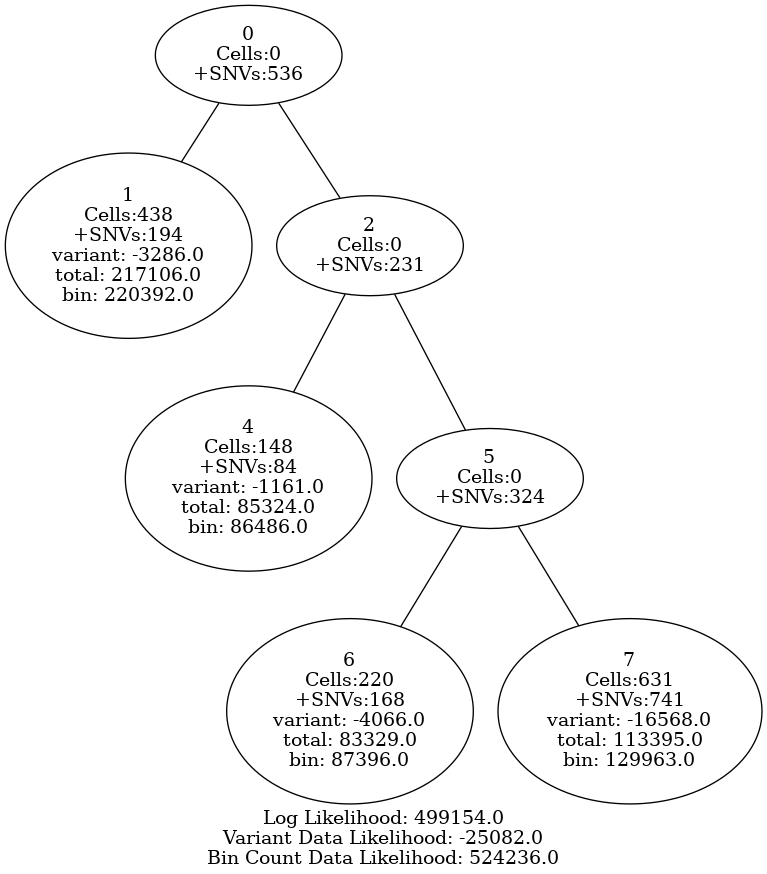 0
Cells:0
+SNVs:536
1
Cells:438
+SNVs:194
variant: -3286.0
total: 217106.0
bin: 220392.0
2
Cells:0
+SNVs:231
4
Cells:148
+SNVs:84
variant: -1161.0
total: 85324.0
bin: 86486.0
5
Cells:0
+SNVs:324
6
Cells:220
+SNVs:168
variant: -4066.0
total: 83329.0
bin: 87396.0
7
Cells:631
+SNVs:741
variant: -16568.0
total: 113395.0
bin: 129963.0
Log Likelihood: 499154.0
Variant Data Likelihood: -25082.0
Bin Count Data Likelihood: 524236.0